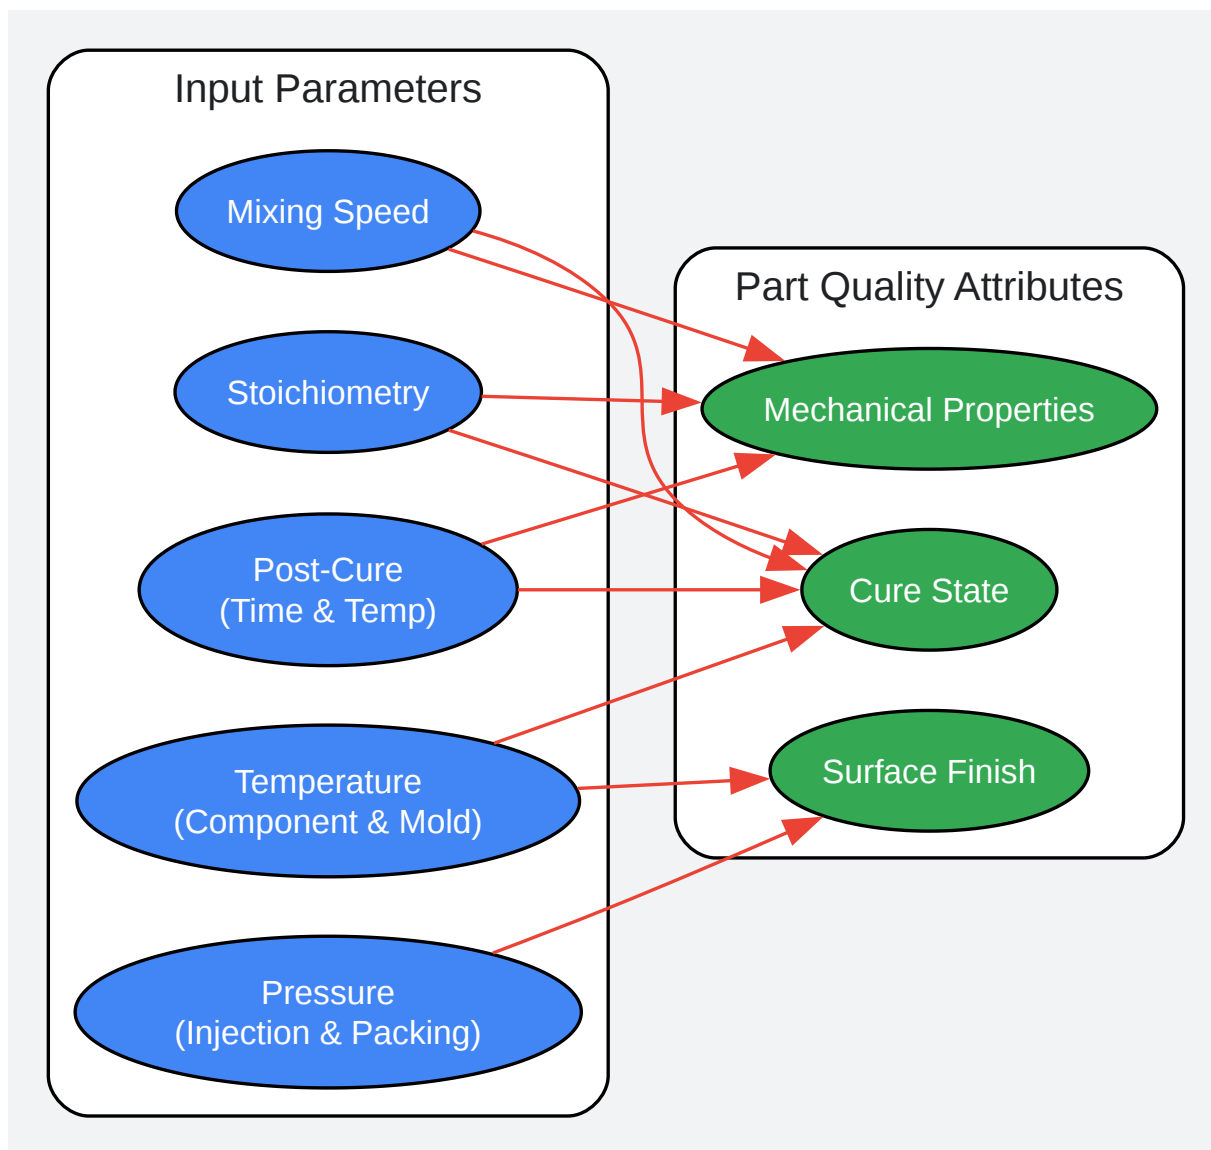 Input Parameters
Mixing Speed
Stoichiometry
Post-Cure
(Time & Temp)
Temperature
(Component & Mold)
Pressure
(Injection & Packing)
Part Quality Attributes
Mechanical Properties
Cure State
Surface Finish